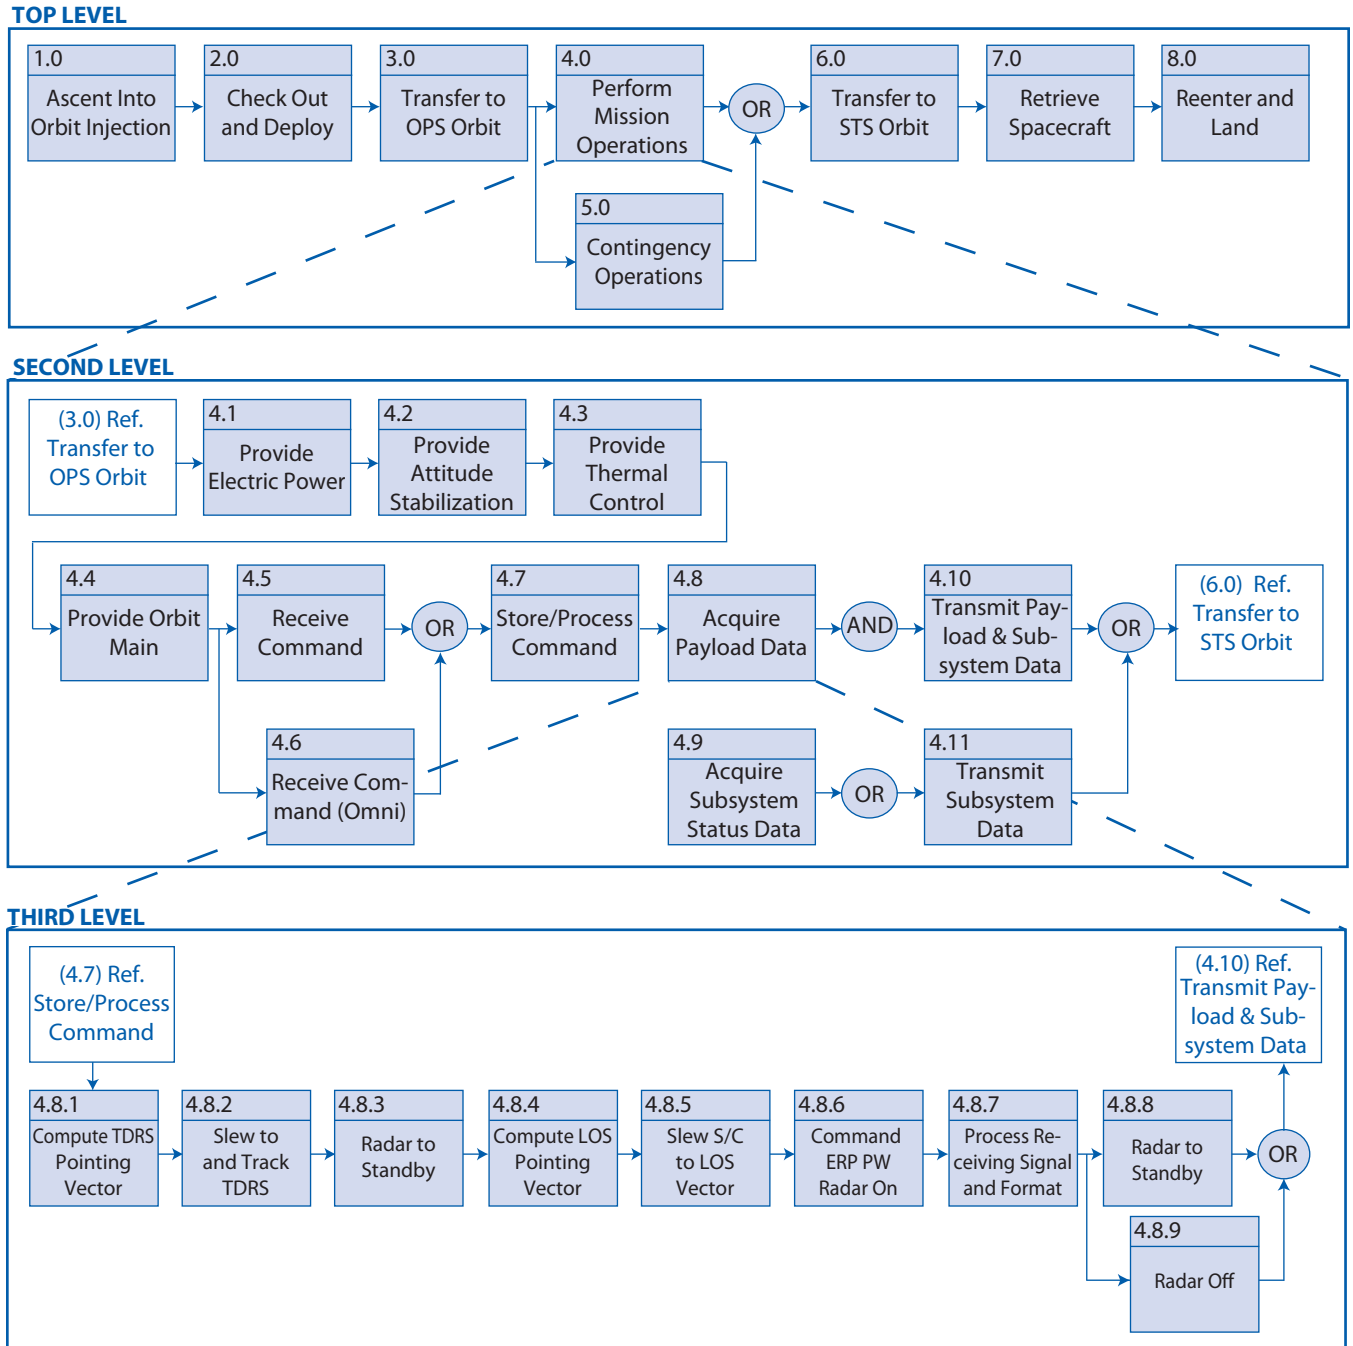 TOP LEVEL
1.0
Ascent Into
Orbit Injection
2.0
Check Out
and Deploy
3.0
Transfer to
OPS Orbit
4.0
Perform
Mission
Operations
OR
6.0
Transfer to
STS Orbit
7.0
Retrieve
Spacecraft
8.0
Reenter and
Land
5.0
Contingency
Operations
SECOND LEVEL
(3.0) Ref.
Transfer to
OPS Orbit
4.1
Provide
Electric Power
4.2
Provide
Attitude
Stabilization
4.3
Provide
Thermal
Control
4.4
Provide Orbit
Main
4.5
Receive
Command
OR
4.7
Store/Process
Command
4.8
Acquire
Payload Data
AND
4.10
Transmit Pay-
load & Sub-
system Data
OR
(6.0) Ref.
Transfer to
STS Orbit
4.6
Receive Com-
mand (Omni)
4.9
Acquire
Subsystem
Status Data
OR
4.11
Transmit
Subsystem
Data
THIRD LEVEL
(4.7) Ref.
Store/Process
Command
(4.10) Ref.
Transmit Pay-
load & Sub-
system Data
4.8.1
Compute TDRS
Pointing
Vector
4.8.2
Slew to
and Track
TDRS
4.8.3
Radar to
Standby
4.8.4
Compute LOS
Pointing
Vector
4.8.5
Slew S/C
to LOS
Vector
4.8.6
Command
ERP PW
Radar On
4.8.7
Process Re-
ceiving Signal
and Format
4.8.8
Radar to
Standby
OR
4.8.9
Radar Off